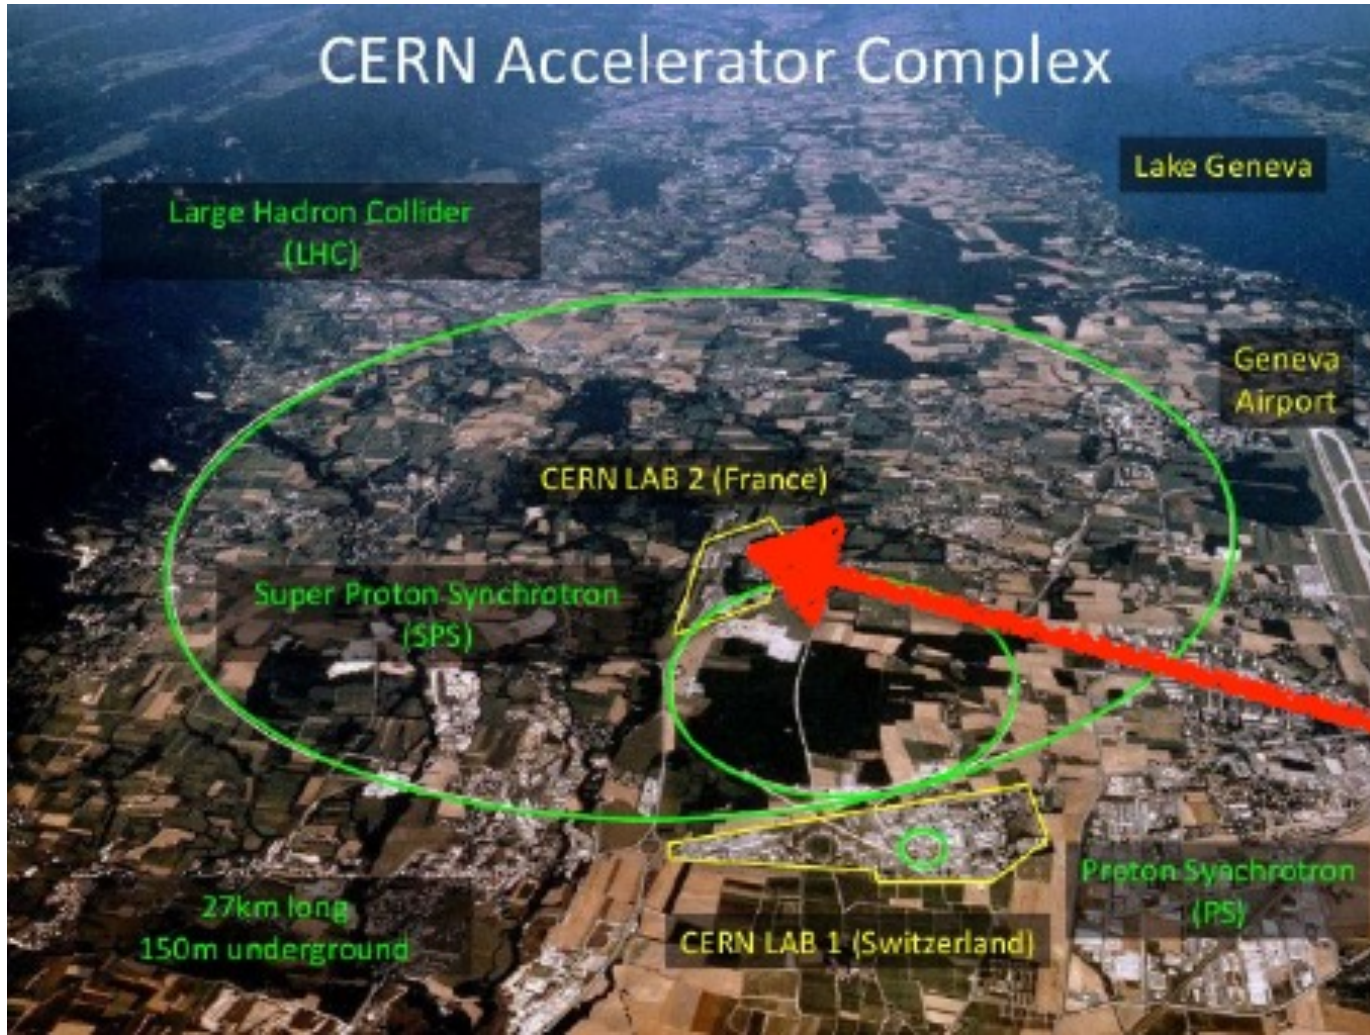 CERN Accelerator Complex
Lake Geneva
Large Hadron Collider
(LHC)
Geneva
Airport
CERN LAB 2 (France)
Super Proton Synchrotron
(SPS)
Proton Synchrotron
(PS)
27km long
150m underground
CERN LAB 1 (Switzerland)